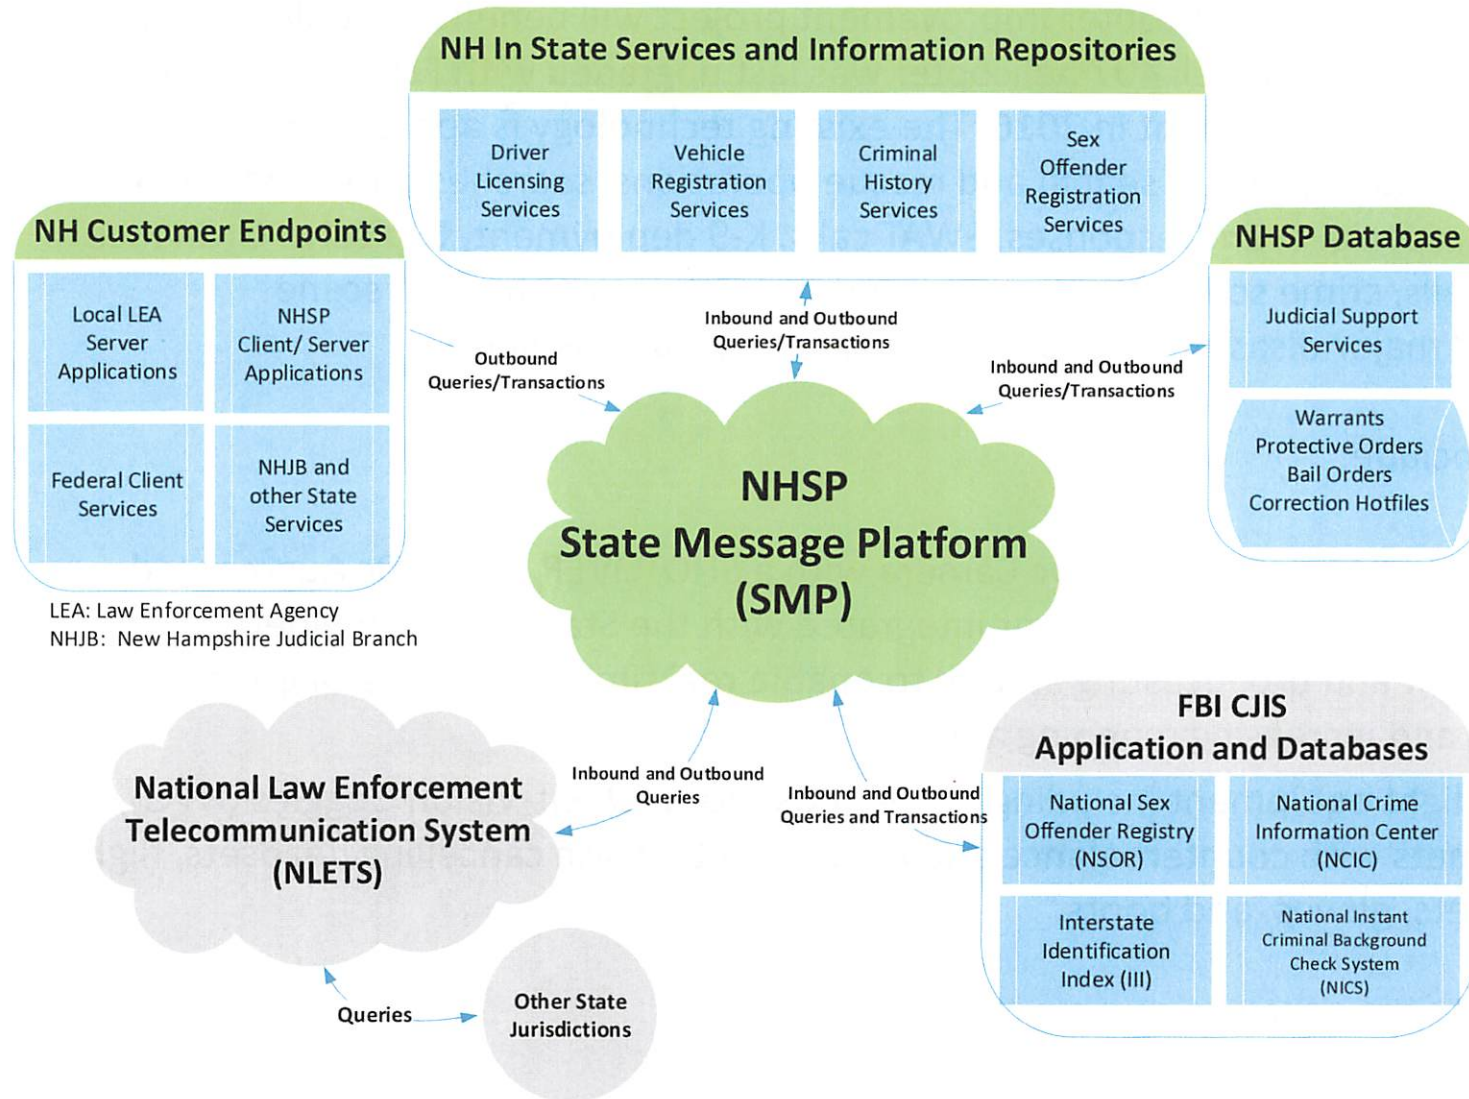 NH In State Services and Information Repositories
Driver
Licensing
Services
Vehicle
Registration
Services
Criminal
History
Services
Sex
Offender
Registration
Services
NH Customer Endpoints
Local LEA
Server
Applications
NHSP
Client/ Server
Applications
Federal Client
Services
NHJB and
other State
Services
LEA: Law Enforcement Agency
NHJB: New Hampshire Judicial Branch
Outbound
Queries/Transactions
Inbound and Outbound
Queries/Transactions
Inbound and Outbound
Queries/Transactions
NHSP Database
Judicial Support
Services
Warrants
Protective Orders
Bail Orders
Correction Hotfiles
NHSP
State Message Platform
(SMP)
National Law Enforcement
Telecommunication System
(NLETS)
Inbound and Outbound
Queries
Inbound and Outbound
Queries and Transactions
Queries
Other State
Jurisdictions
FBI CJIS
Application and Databases
National Sex
Offender Registry
(NSOR)
National Crime
Information Center
(NCIC)
Interstate
Identification
Index (III)
National Instant
Criminal Background
Check System
(NICS)